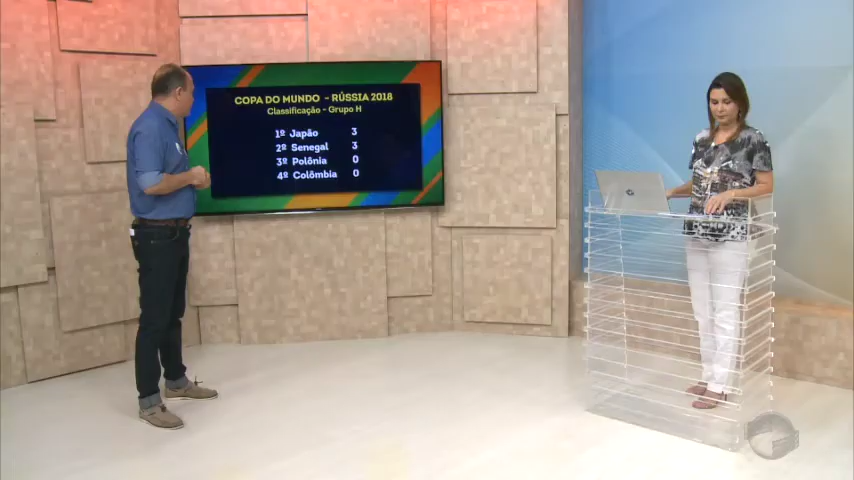 COPA DO MUNDO - RÚSSIA 2018
Classificação - Grupo H
1º Japão 3
2º Senegal 3
3º Polônia 0
4º Colômbia 0